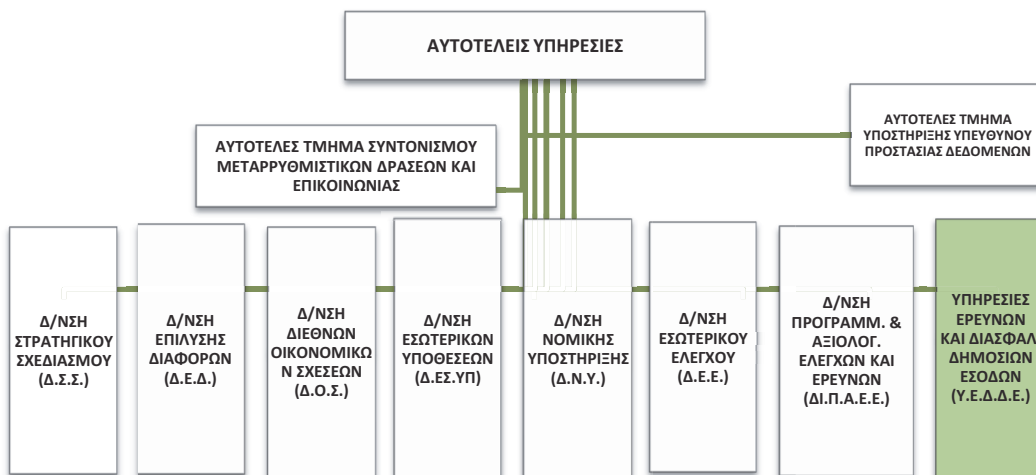 ΑΥΤΟΤΕΛΕΙΣ ΥΠΗΡΕΣΙΕΣ
ΑΥΤΟΤΕΛΕΣ ΤΜΗΜΑ
ΥΠΟΣΤΗΡΙΞΗΣ ΥΠΕΥΘΥΝΟΥ
ΠΡΟΣΤΑΣΙΑΣ ΔΕΔΟΜΕΝΩΝ
ΑΥΤΟΤΕΛΕΣ ΤΜΗΜΑ ΣΥΝΤΟΝΙΣΜΟΥ
ΜΕΤΑΡΡΥΘΜΙΣΤΙΚΩΝ ΔΡΑΣΕΩΝ ΚΑΙ
ΕΠΙΚΟΙΝΩΝΙΑΣ
Δ/ΝΣΗ
ΣΤΡΑΤΗΓΙΚΟΥ
ΣΧΕΔΙΑΣΜΟΥ
(Δ.Σ.Σ.)
Δ/ΝΣΗ
ΕΠΙΛΥΣΗΣ
ΔΙΑΦΟΡΩΝ
(Δ.Ε.Δ.)
Δ/ΝΣΗ
ΔΙΕΘΝΩΝ
ΟΙΚΟΝΟΜΙΚΩ
Ν ΣΧΕΣΕΩΝ
(Δ.Ο.Σ.)
Δ/ΝΣΗ
ΕΣΩΤΕΡΙΚΩΝ
ΥΠΟΘΕΣΕΩΝ
(Δ.ΕΣ.ΥΠ)
Δ/ΝΣΗ
ΝΟΜΙΚΗΣ
ΥΠΟΣΤΗΡΙΞΗΣ
(Δ.Ν.Υ.)
Δ/ΝΣΗ
ΕΣΩΤΕΡΙΚΟΥ
ΕΛΕΓΧΟΥ
(Δ.Ε.Ε.)
Δ/ΝΣΗ
ΠΡΟΓΡΑΜΜ. &
ΑΞΙΟΛΟΓ.
ΕΛΕΓΧΩΝ ΚΑΙ
ΕΡΕΥΝΩΝ
(ΔΙ.Π.Α.Ε.Ε.)
ΥΠΗΡΕΣΙΕΣ
ΕΡΕΥΝΩΝ
ΚΑΙ ΔΙΑΣΦΑΛ
ΔΗΜΟΣΙΩΝ
ΕΣΟΔΩΝ
(Υ.Ε.Δ.Δ.Ε.)